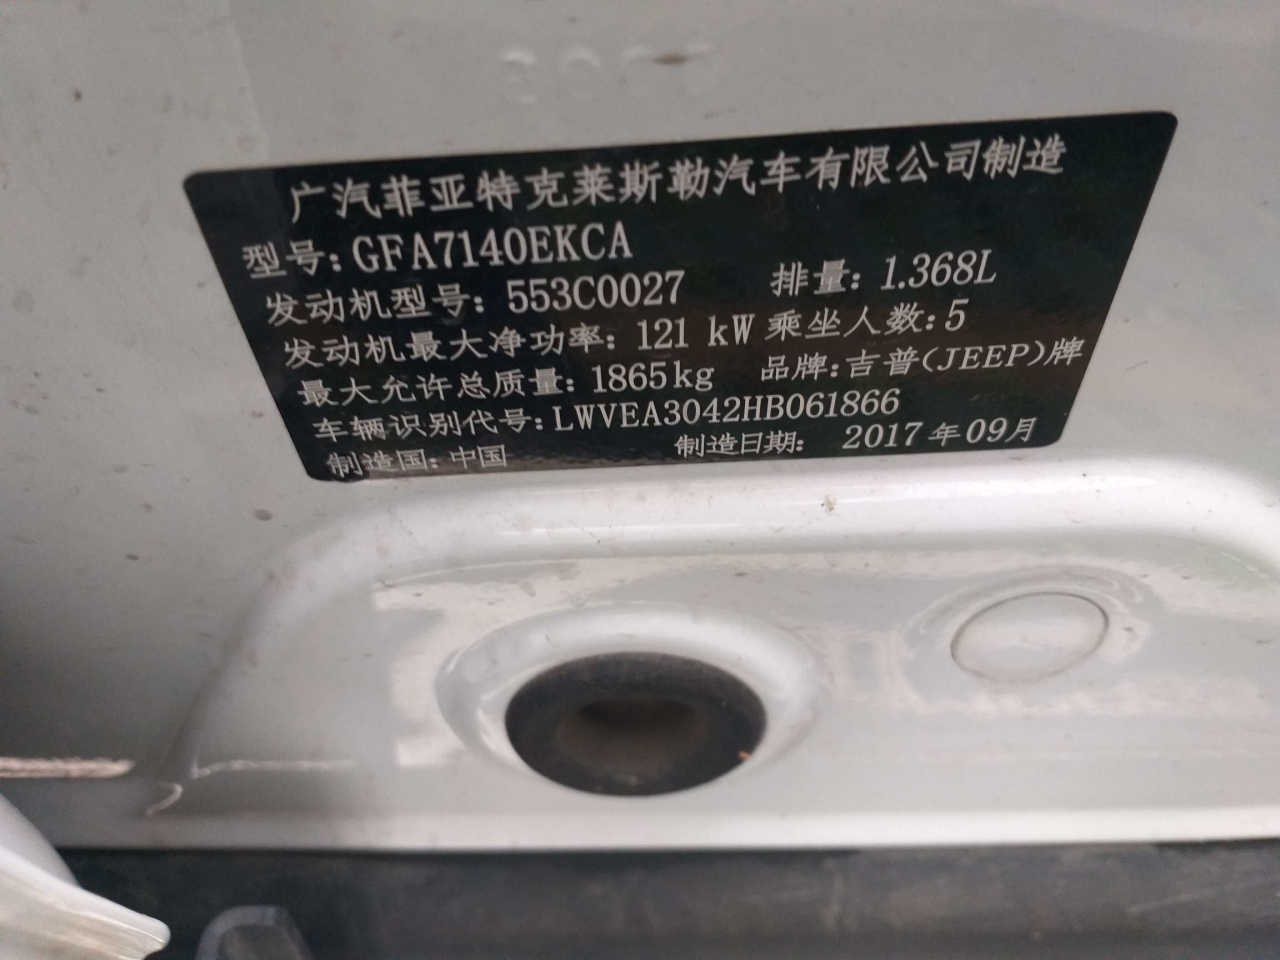 广汽菲亚特克莱斯勒汽车有限公司制造
型号:GFA7140EKCA
发动机型号:553C0027 排量:1.368L
发动机最大净功率:121 kW 乘坐人数:5
最大允许总质量:1865kg 品牌:吉普(JEEP)牌
车辆识别代号:LWVEA3042HB061866
制造国:中国 制造日期: 2017年09月